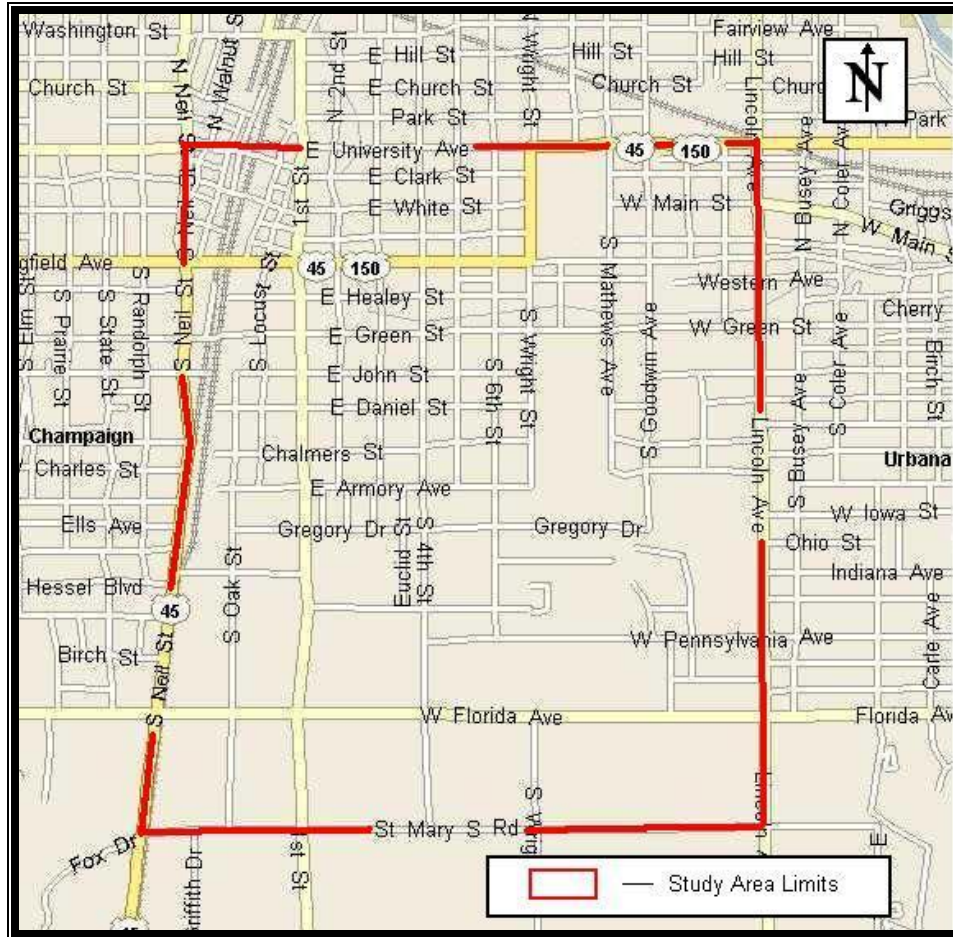 Washington St
N Neil St
N Walnut S
N 2nd St
E Hill St
E Church St
Park St
N Wright St
Hill St
Church St
Fairview Ave
Hill St
Church
N
Park
Church St
E University Ave
45
150
Lincoln Ave
N Busey Ave
N Coler Av
E Clark St
E White St
1st St
W Main St
Griggs
W Main S
gfield Ave
S Neil St
S Locust St
45
150
Western Ave
Cherry
S Elm St
S Prairie St
S State St
S Randolph St
E Healey St
E Green St
S Mathews Ave
S Goodwin Ave
W Green St
S Coler Ave
Birch St
S Neil St
E John St
E Daniel St
S 6th St
S Wright St
S Busey Ave
Champaign
Charles St
Chalmers St
Lincoln Ave
Urbana
E Armory Ave
Ells Ave
Gregory Dr
Gregory Dr
W Iowa St
Ohio St
Hessel Blvd
S Oak St
Euclid St
S 4th St
Indiana Ave
45
Birch St
S Neil St
W Pennsylvania Ave
Carle Ave
W Florida Ave
Florida Av
St Mary S Rd
Fox Dr
S 1st St
Study Area Limits